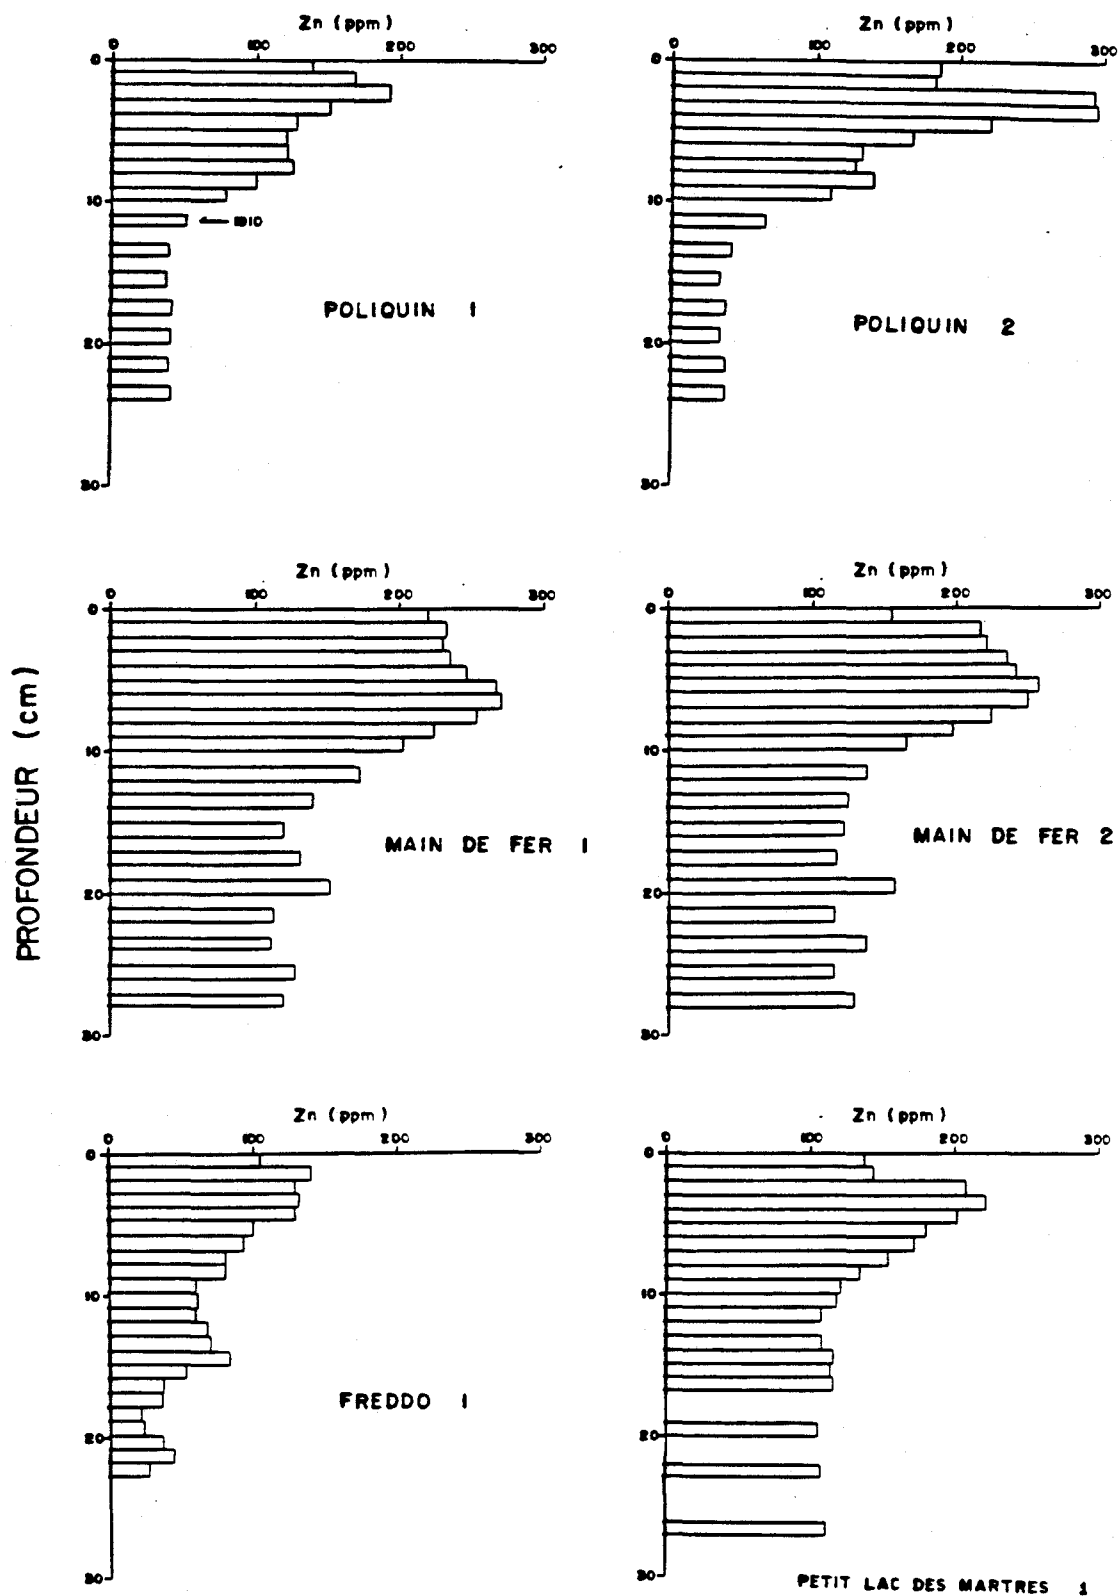 Zn (ppm)
0 100 200 300
0
10
20
30
1910
POLIQUIN 1
Zn (ppm)
0 100 200 300
0
10
20
30
POLIQUIN 2
PROFONDEUR (cm)
Zn (ppm)
0 100 200 300
0
10
20
30
MAIN DE FER 1
Zn (ppm)
0 100 200 300
0
10
20
30
MAIN DE FER 2
Zn (ppm)
0 100 200 300
0
10
20
30
FREDDO 1
Zn (ppm)
0 100 200 300
0
10
20
30
PETIT LAC DES MARTRES 1